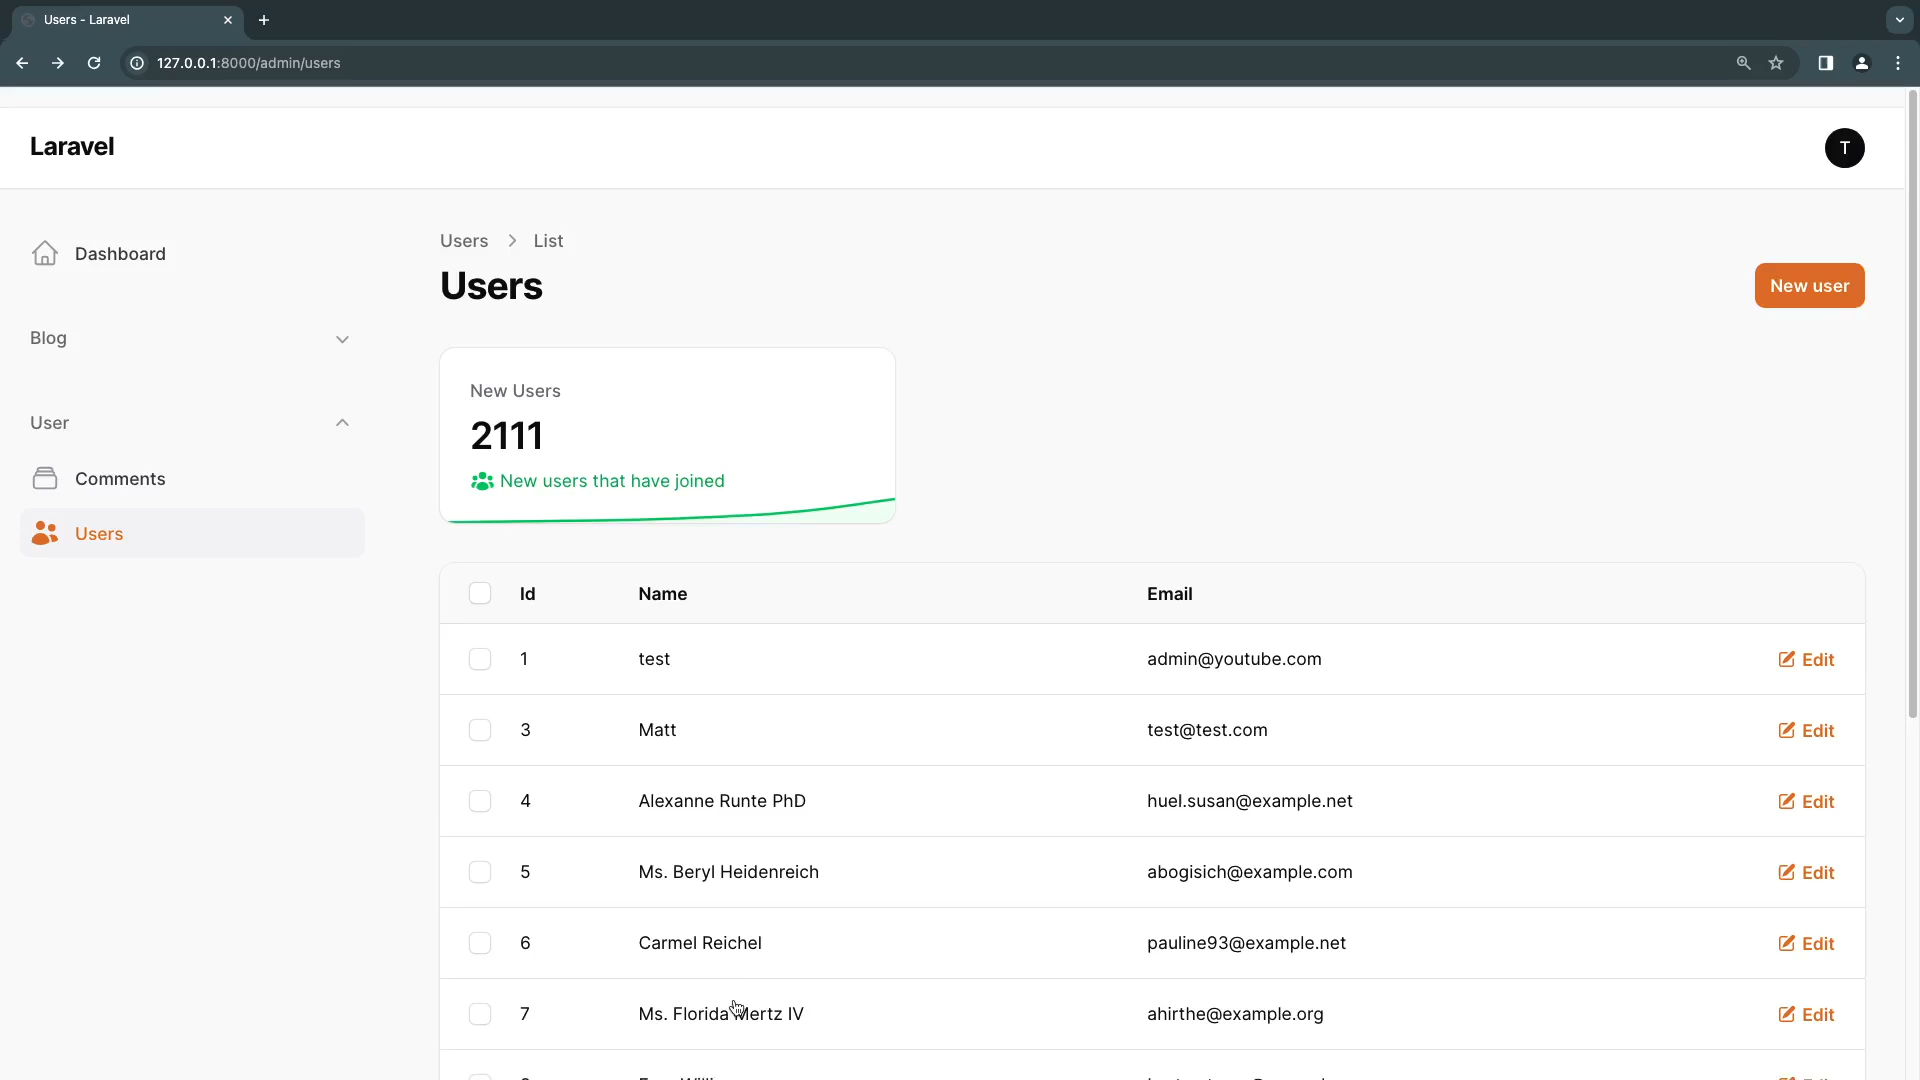 Users - Laravel
127.0.0.1:8000/admin/users
Laravel
T
Dashboard
Blog
User
Comments
Users
Users > List
Users
New user
New Users
2111
New users that have joined
Id Name Email
1 test admin@youtube.com Edit
3 Matt test@test.com Edit
4 Alexanne Runte PhD huel.susan@example.net Edit
5 Ms. Beryl Heidenreich abogisich@example.com Edit
6 Carmel Reichel pauline93@example.net Edit
7 Ms. Florida Mertz IV ahirthe@example.org Edit